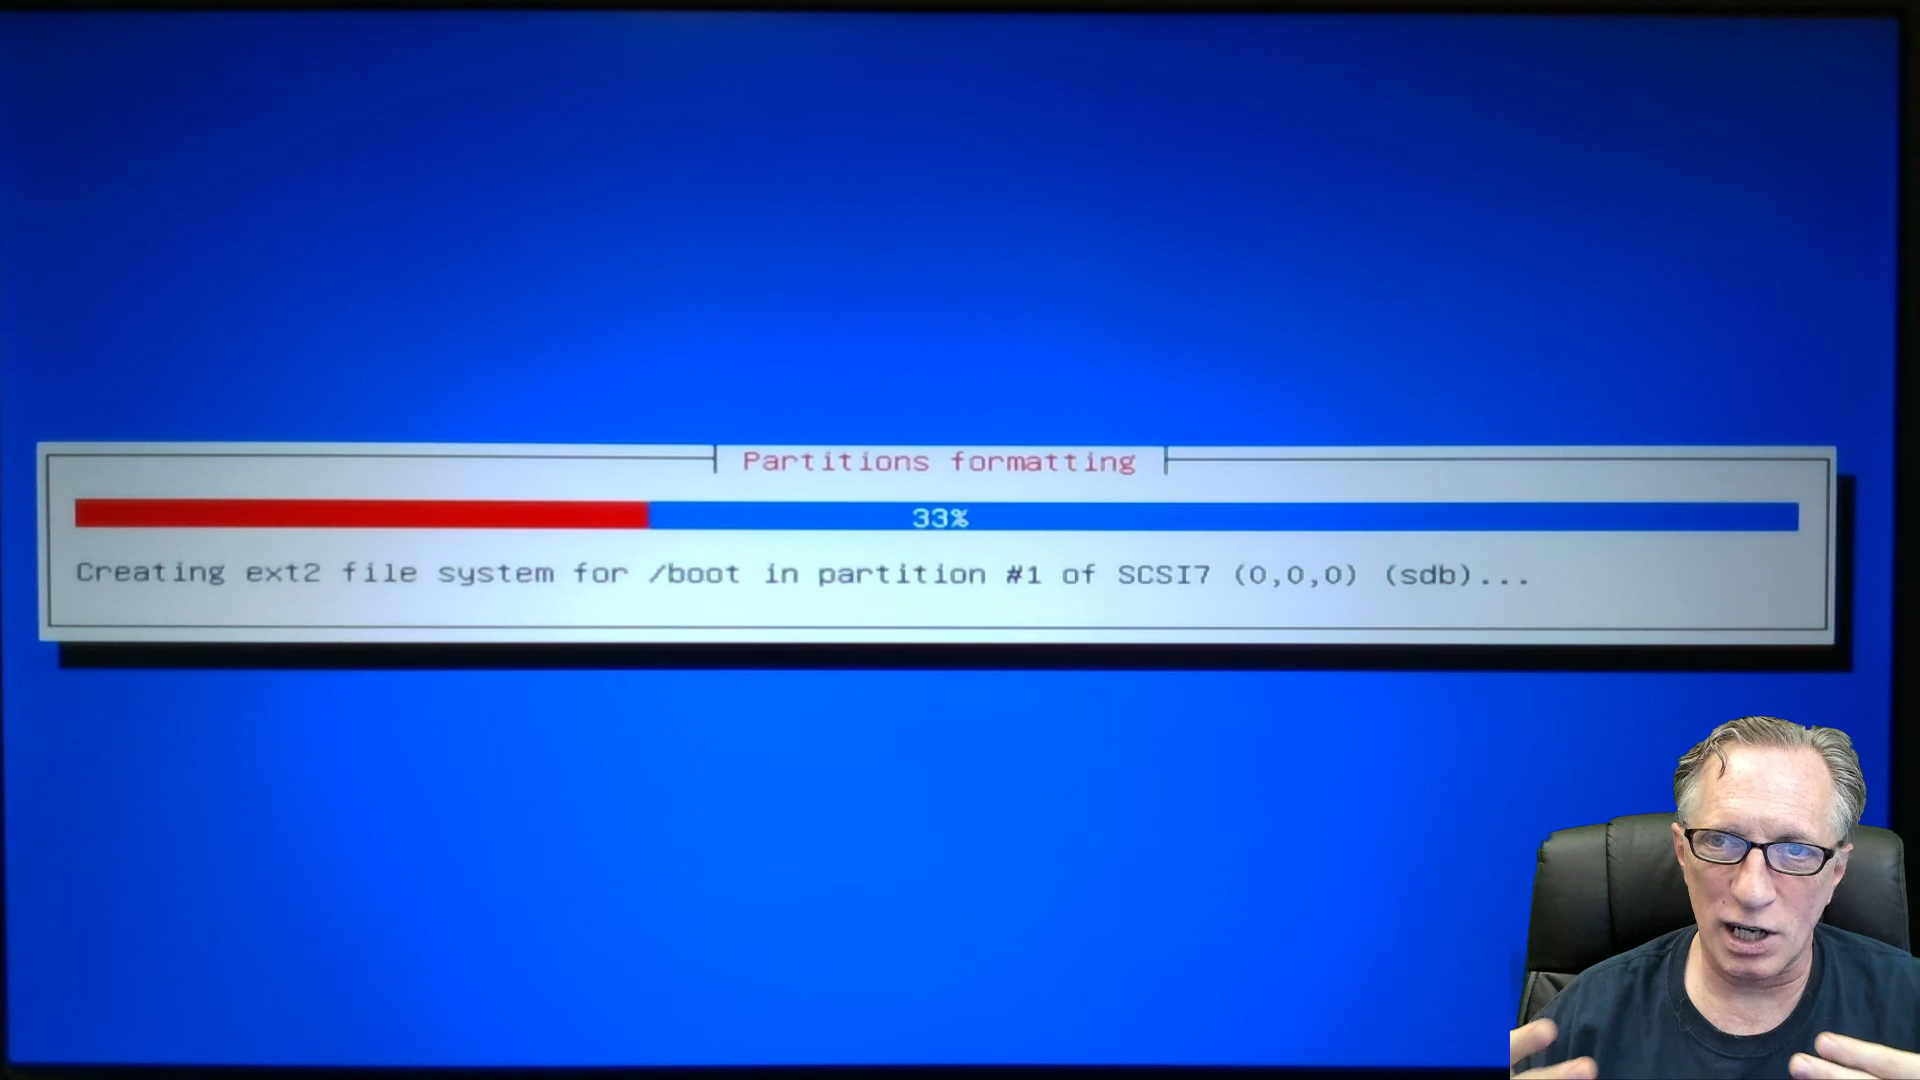 Partitions formatting
33%
Creating ext2 file system for /boot in partition #1 of SCSI7 (0,0,0) (sdb)...